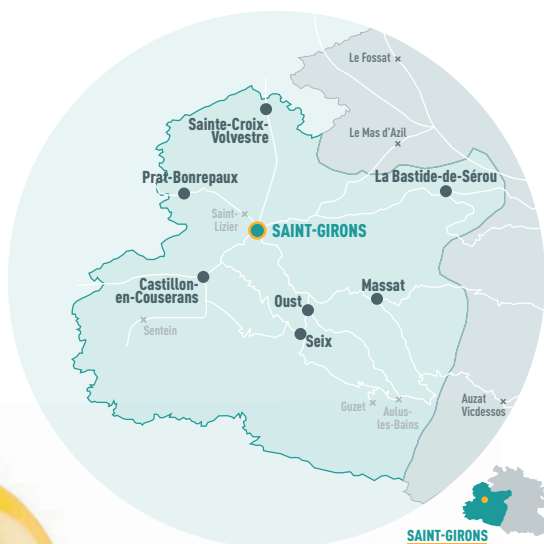 Le Fossat
Sainte-Croix-
Volvestre
Le Mas d'Azil
Prat-Bonrepaux
La Bastide-de-Sérou
Saint-
Lizier
SAINT-GIRONS
Castillon-
en-Couserans
Massat
Oust
Sentein
Seix
Guzet
Aulus-
les-Bains
Auzat
Vicdessos
SAINT-GIRONS